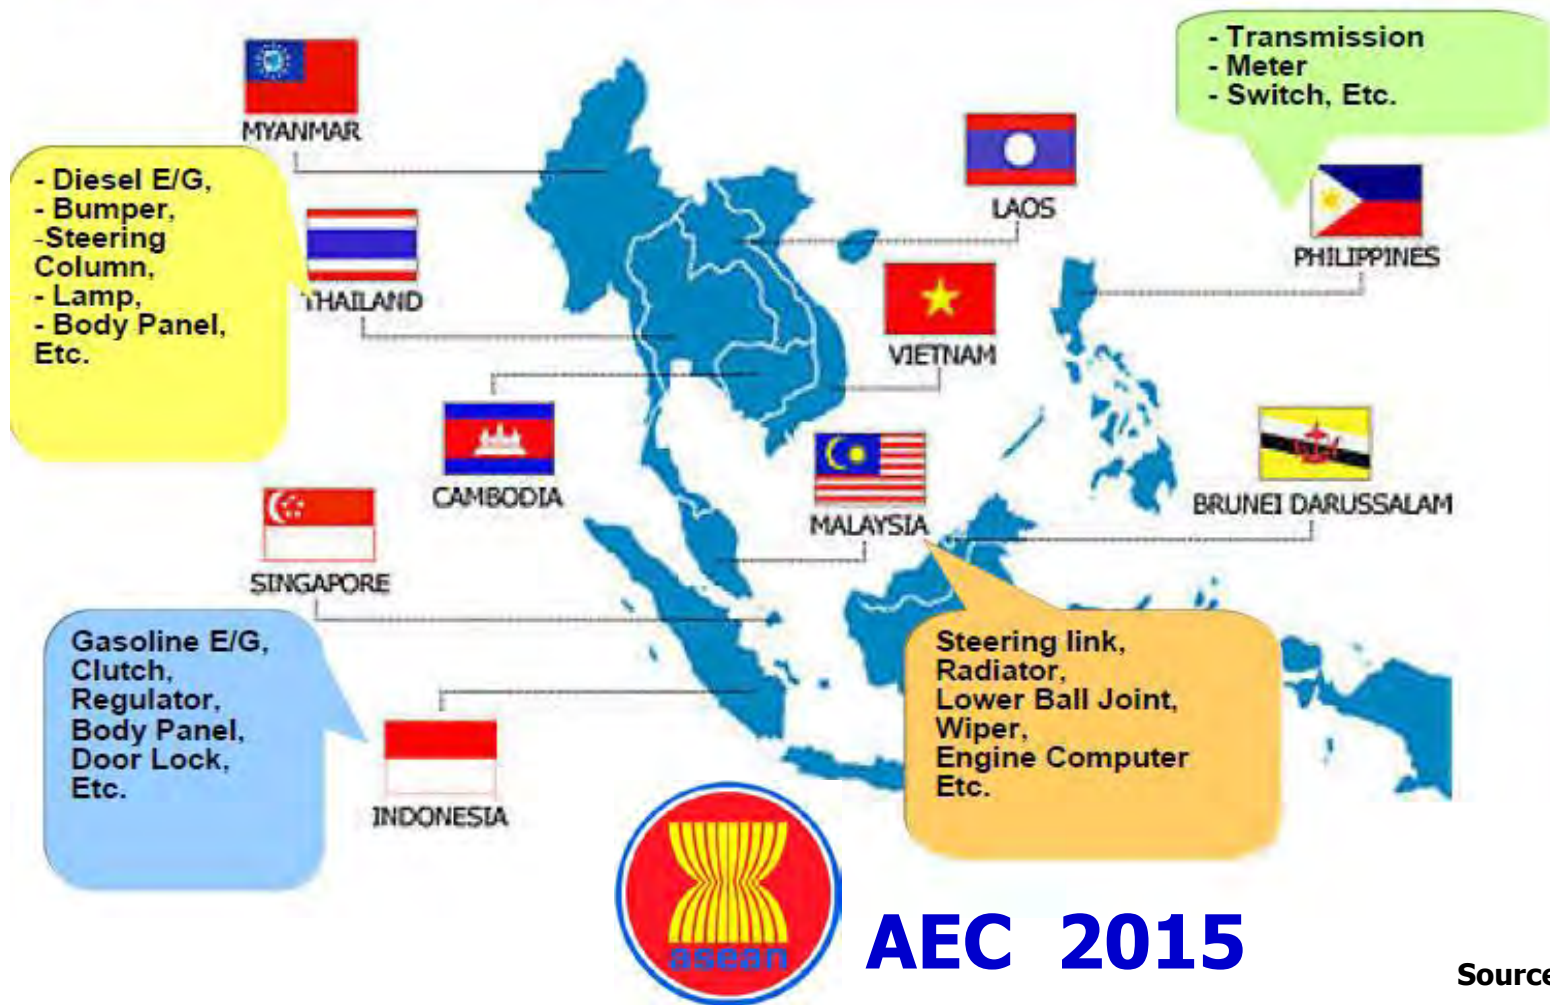 - Transmission
- Meter
- Switch, Etc.
MYANMAR
- Diesel E/G,
- Bumper,
-Steering
Column,
- Lamp,
- Body Panel,
Etc.
LAOS
PHILIPPINES
THAILAND
VIETNAM
CAMBODIA
MALAYSIA
BRUNEI DARUSSALAM
SINGAPORE
Gasoline E/G,
Clutch,
Regulator,
Body Panel,
Door Lock,
Etc.
Steering link,
Radiator,
Lower Ball Joint,
Wiper,
Engine Computer
Etc.
INDONESIA
asean
AEC 2015
Source